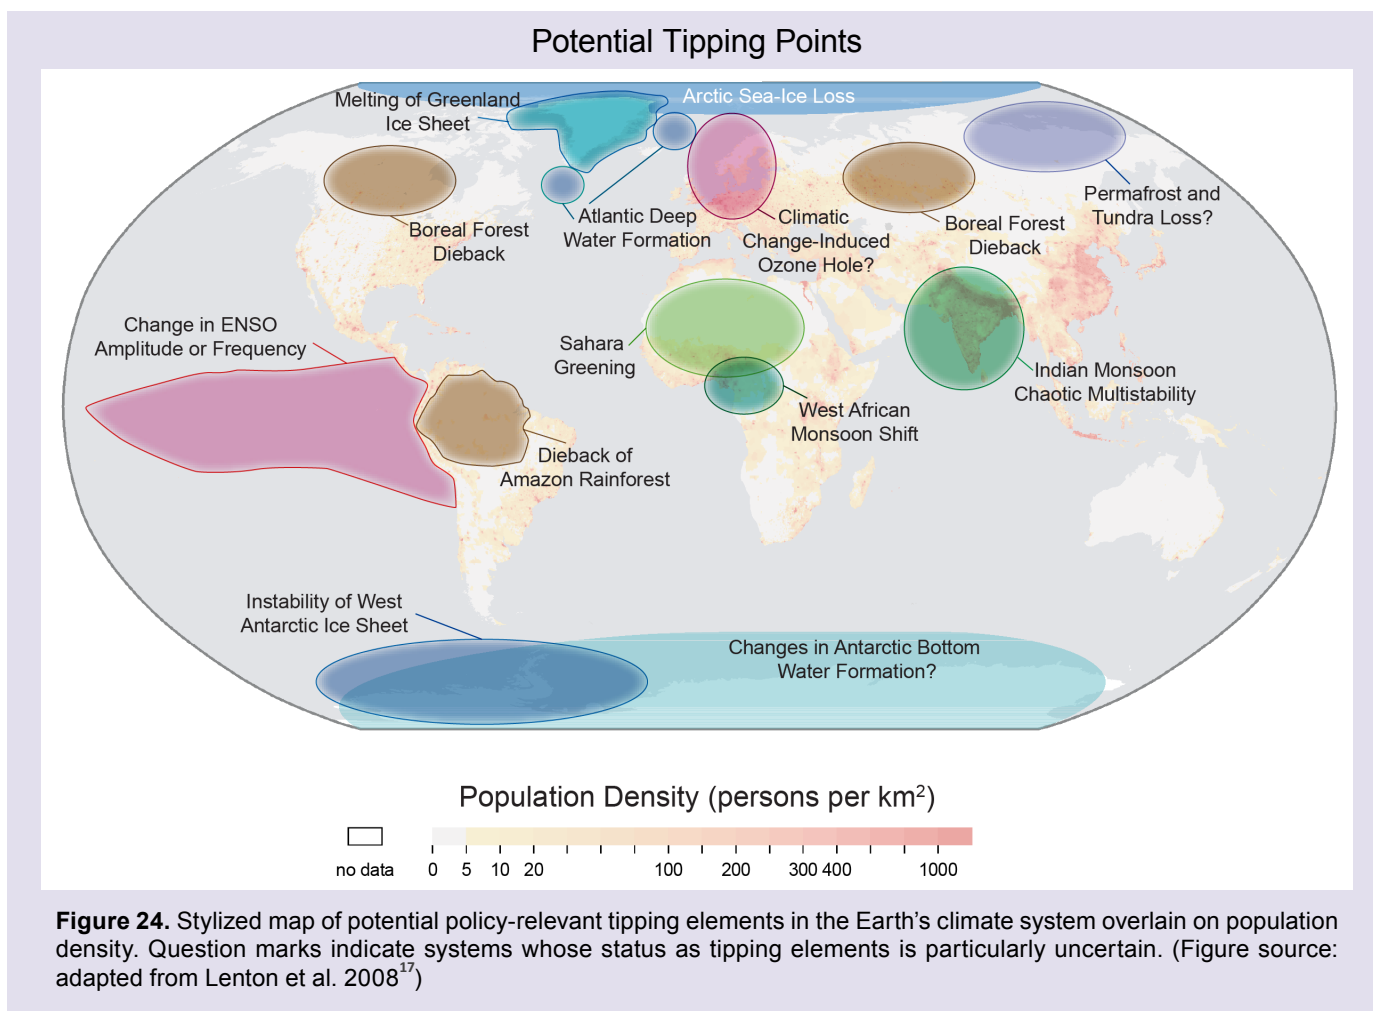 Potential Tipping Points
Melting of Greenland
Ice Sheet
Arctic Sea-Ice Loss
Boreal Forest
Dieback
Atlantic Deep
Water Formation
Climatic
Change-Induced
Ozone Hole?
Boreal Forest
Dieback
Permafrost and
Tundra Loss?
Change in ENSO
Amplitude or Frequency
Sahara
Greening
Indian Monsoon
Chaotic Multistability
West African
Monsoon Shift
Dieback of
Amazon Rainforest
Instability of West
Antarctic Ice Sheet
Changes in Antarctic Bottom
Water Formation?
Population Density (persons per km²)
no data 0 5 10 20 100 200 300 400 1000
Figure 24. Stylized map of potential policy-relevant tipping elements in the Earth’s climate system overlain on population
density. Question marks indicate systems whose status as tipping elements is particularly uncertain. (Figure source:
adapted from Lenton et al. 2008¹⁷)